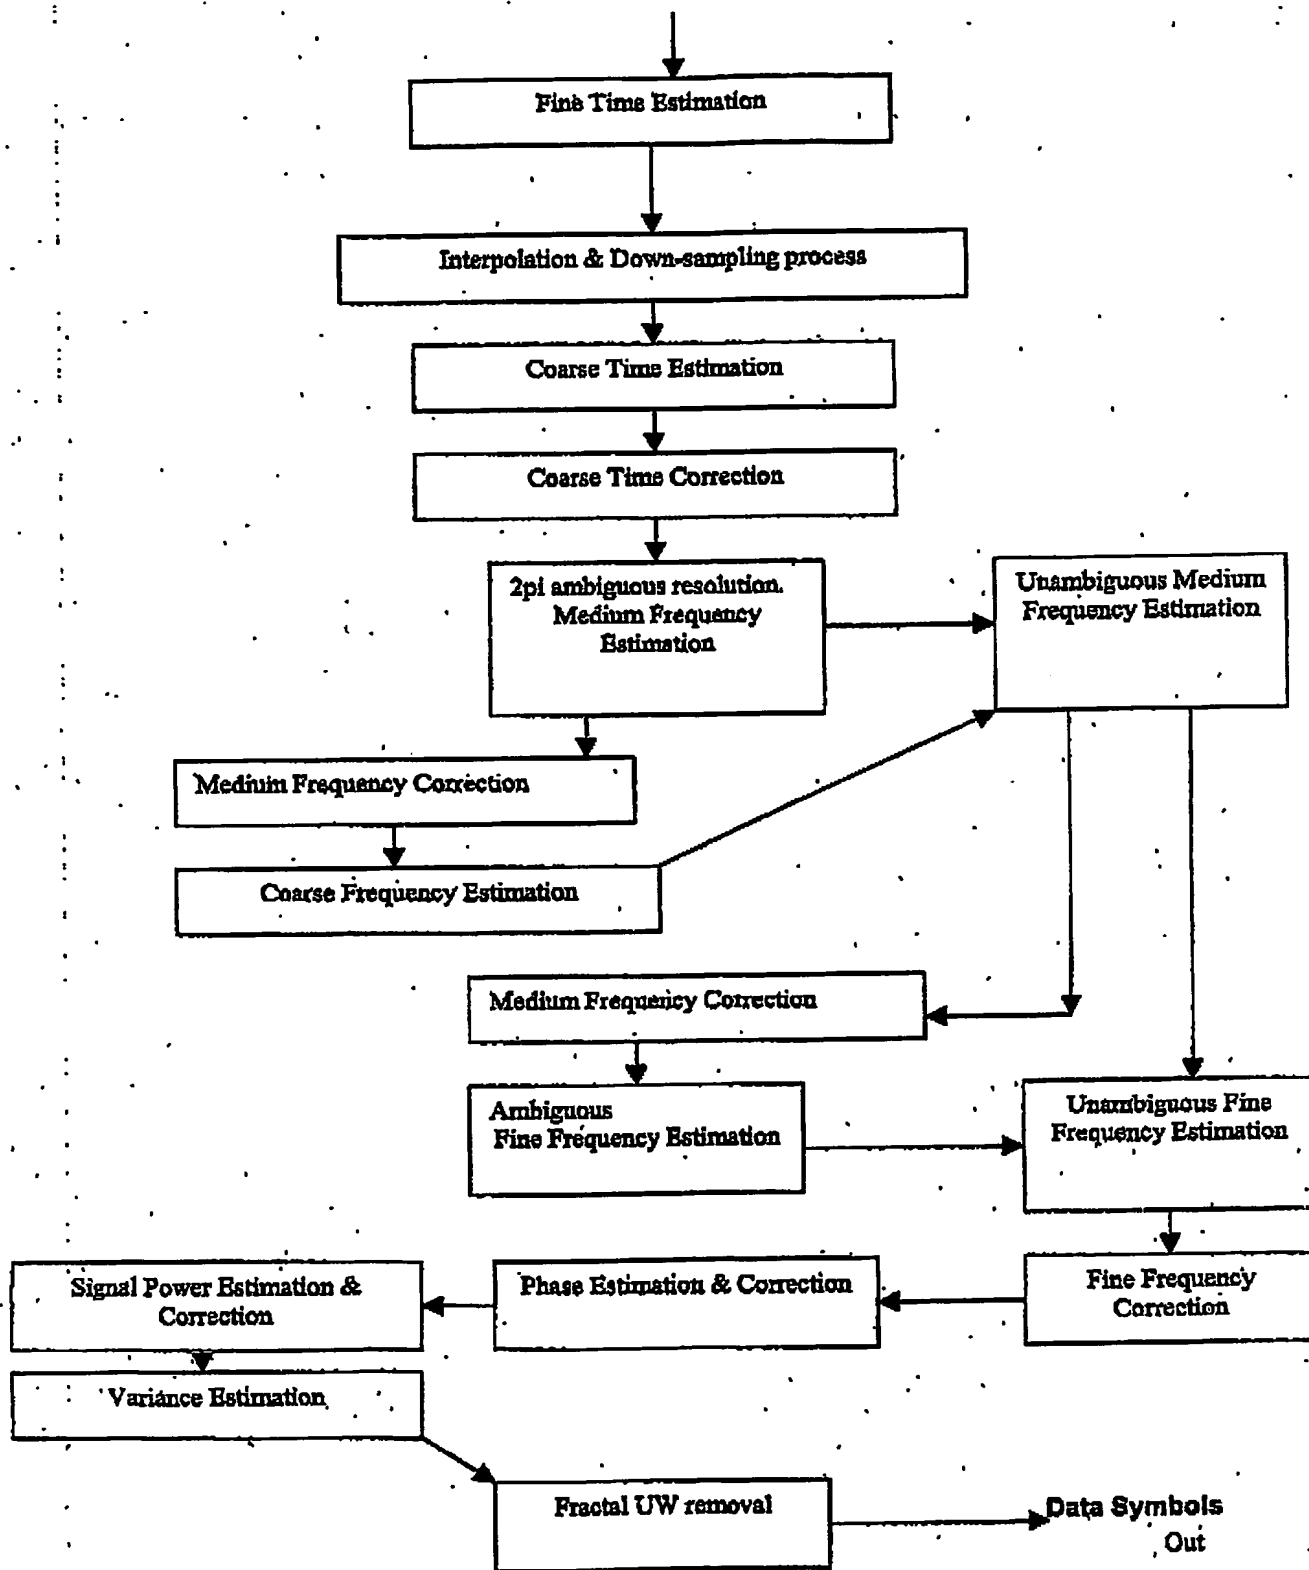 Fine Time Estimation
Interpolation & Down-sampling process
Coarse Time Estimation
Coarse Time Correction
2pi ambiguous resolution.
Medium Frequency
Estimation
Unambiguous Medium
Frequency Estimation
Medium Frequency Correction
Coarse Frequency Estimation
Medium Frequency Correction
Ambiguous
Fine Frequency Estimation
Unambiguous Fine
Frequency Estimation
Signal Power Estimation &
Correction
Phase Estimation & Correction
Fine Frequency
Correction
Variance Estimation
Fractal UW removal
Data Symbols
Out